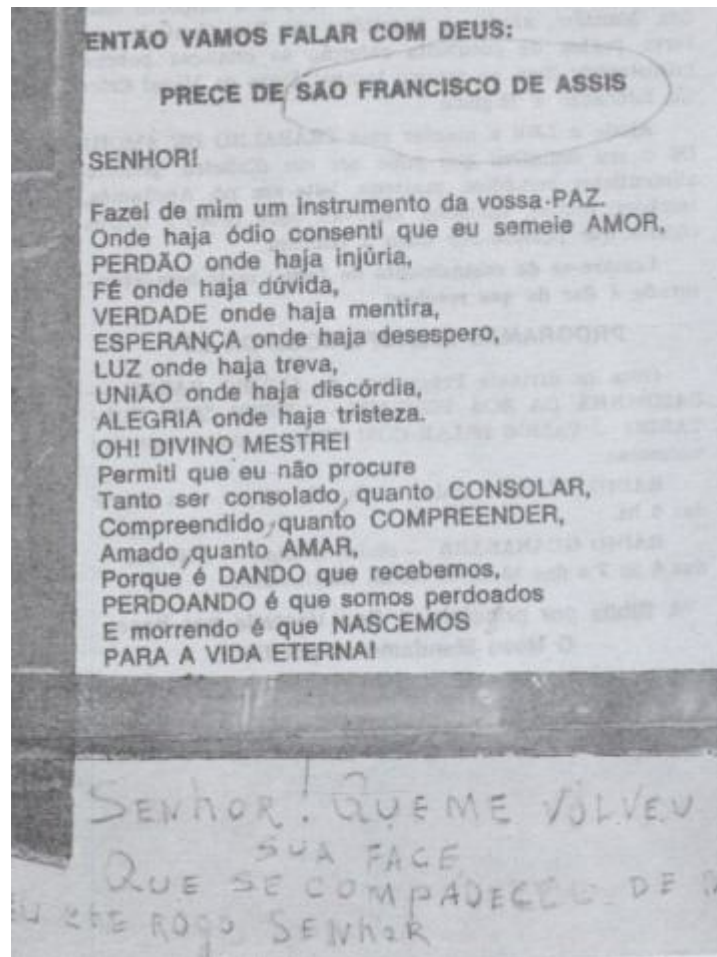 ENTÃO VAMOS FALAR COM DEUS:
PRECE DE SÃO FRANCISCO DE ASSIS
SENHOR!
Fazei de mim um instrumento da vossa PAZ.
Onde haja ódio consenti que eu semeie AMOR,
PERDÃO onde haja injúria,
FÉ onde haja dúvida,
VERDADE onde haja mentira,
ESPERANÇA onde haja desespero,
LUZ onde haja treva,
UNIÃO onde haja discórdia,
ALEGRIA onde haja tristeza.
OH! DIVINO MESTRE!
Permiti que eu não procure
Tanto ser consolado, quanto CONSOLAR,
Compreendido, quanto COMPREENDER,
Amado, quanto AMAR,
Porque é DANDO que recebemos,
PERDOANDO é que somos perdoados
E morrendo é que NASCEMOS
PARA A VIDA ETERNA!
SENHOR! QUE ME VOLVEU
SUA FACE
QUE SE COMPADECEU DE
ROGO SENHOR